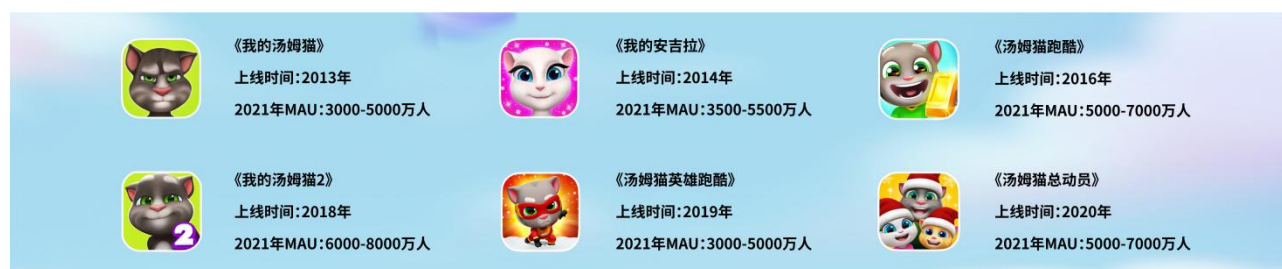 《我的汤姆猫》
上线时间:2013年
2021年MAU:3000-5000万人
《我的安吉拉》
上线时间:2014年
2021年MAU:3500-5500万人
《汤姆猫跑酷》
上线时间:2016年
2021年MAU:5000-7000万人
《我的汤姆猫2》
上线时间:2018年
2021年MAU:6000-8000万人
2
《汤姆猫英雄跑酷》
上线时间:2019年
2021年MAU:3000-5000万人
《汤姆猫总动员》
上线时间:2020年
2021年MAU:5000-7000万人